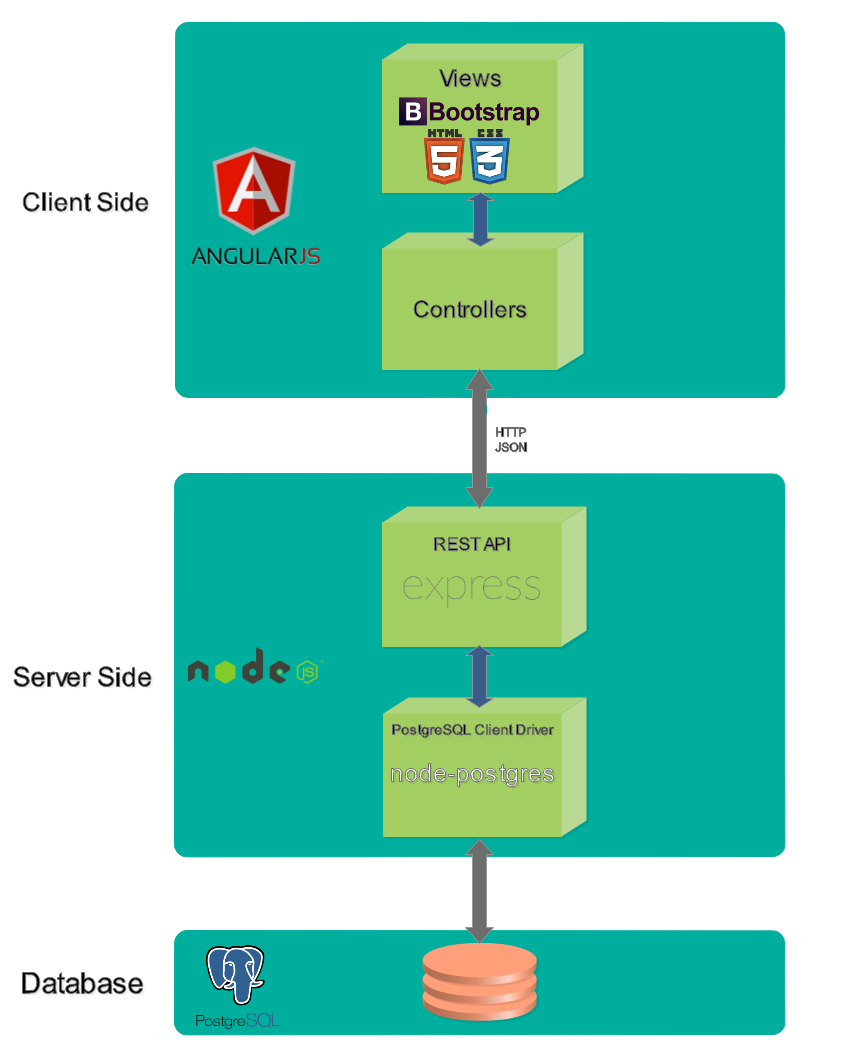 Views
B Bootstrap
HTML CSS
5 3
Client Side
ANGULARJS
Controllers
HTTP
JSON
REST API
express
Server Side
node JS
PostgreSQL Client Driver
node-postgres
Database
PostgreSQL